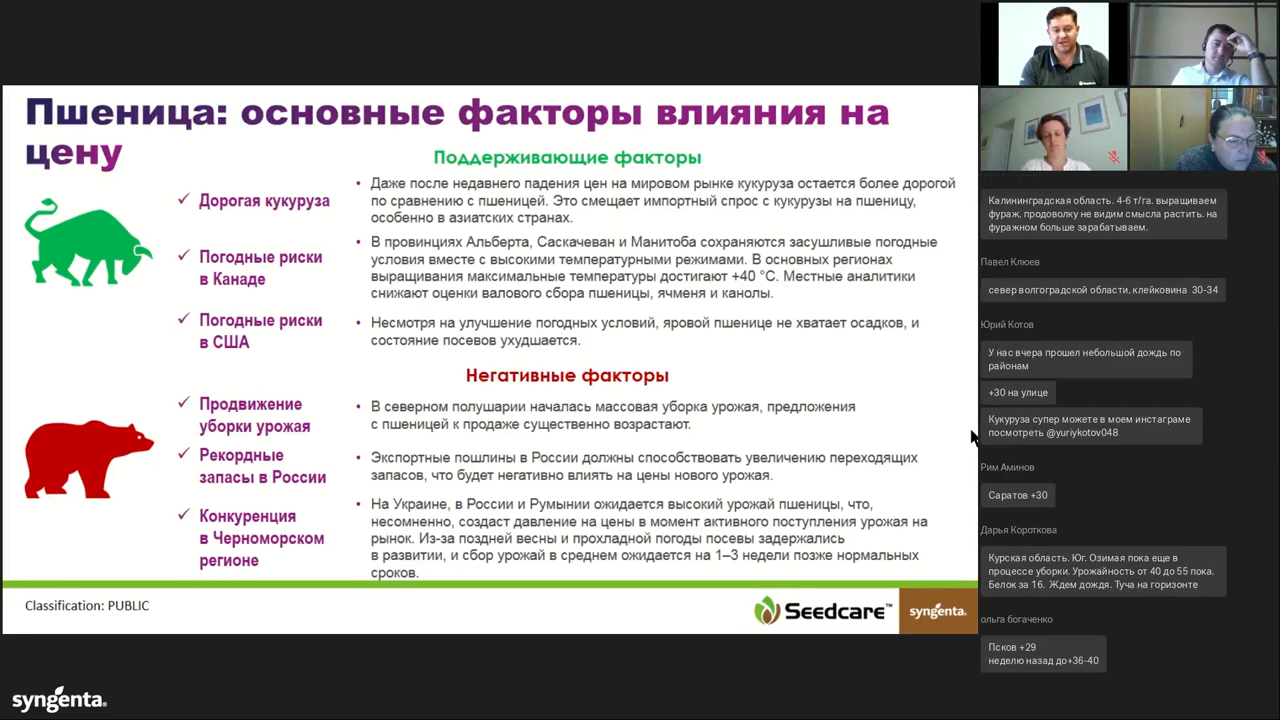 Пшеница: основные факторы влияния на
цену
Поддерживающие факторы
✓ Дорогая кукуруза
• Даже после недавнего падения цен на мировом рынке кукуруза остается более дорогой
по сравнению с пшеницей. Это смещает импортный спрос с кукурузы на пшеницу,
особенно в азиатских странах.
✓ Погодные риски
в Канаде
• В провинциях Альберта, Саскачеван и Манитоба сохраняются засушливые погодные
условия вместе с высокими температурными режимами. В основных регионах
выращивания максимальные температуры достигают +40 °C. Местные аналитики
снижают оценки валового сбора пшеницы, ячменя и канолы.
✓ Погодные риски
в США
• Несмотря на улучшение погодных условий, яровой пшенице не хватает осадков, и
состояние посевов ухудшается.
Негативные факторы
✓ Продвижение
уборки урожая
• В северном полушарии началась массовая уборка урожая, предложения
с пшеницей к продаже существенно возрастают.
✓ Рекордные
запасы в России
• Экспортные пошлины в России должны способствовать увеличению переходящих
запасов, что будет негативно влиять на цены нового урожая.
✓ Конкуренция
в Черноморском
регионе
• На Украине, в России и Румынии ожидается высокий урожай пшеницы, что,
несомненно, создаст давление на цены в момент активного поступления урожая на
рынок. Из-за поздней весны и прохладной погоды посевы задержались
в развитии, и сбор урожай в среднем ожидается на 1–3 недели позже нормальных
сроков.
Classification: PUBLIC
Seedcare™
syngenta.
syngenta.
Калининградская область. 4-6 т/га. выращиваем
фураж, продоволку не видим смысла растить. на
фуражном больше зарабатываем.
Павел Клюев
север волгоградской области, клейковина 30-34
Юрий Котов
У нас вчера прошел небольшой дождь по
районам
+30 на улице
Кукуруза супер можете в моем инстаграме
посмотреть @yuriykotov048
Рим Аминов
Саратов +30
Дарья Короткова
Курская область. Юг. Озимая пока еще в
процессе уборки. Урожайность от 40 до 55 пока.
Белок за 16. Ждем дождя. Туча на горизонте
ольга богаченко
Псков +29
неделю назад до+36-40